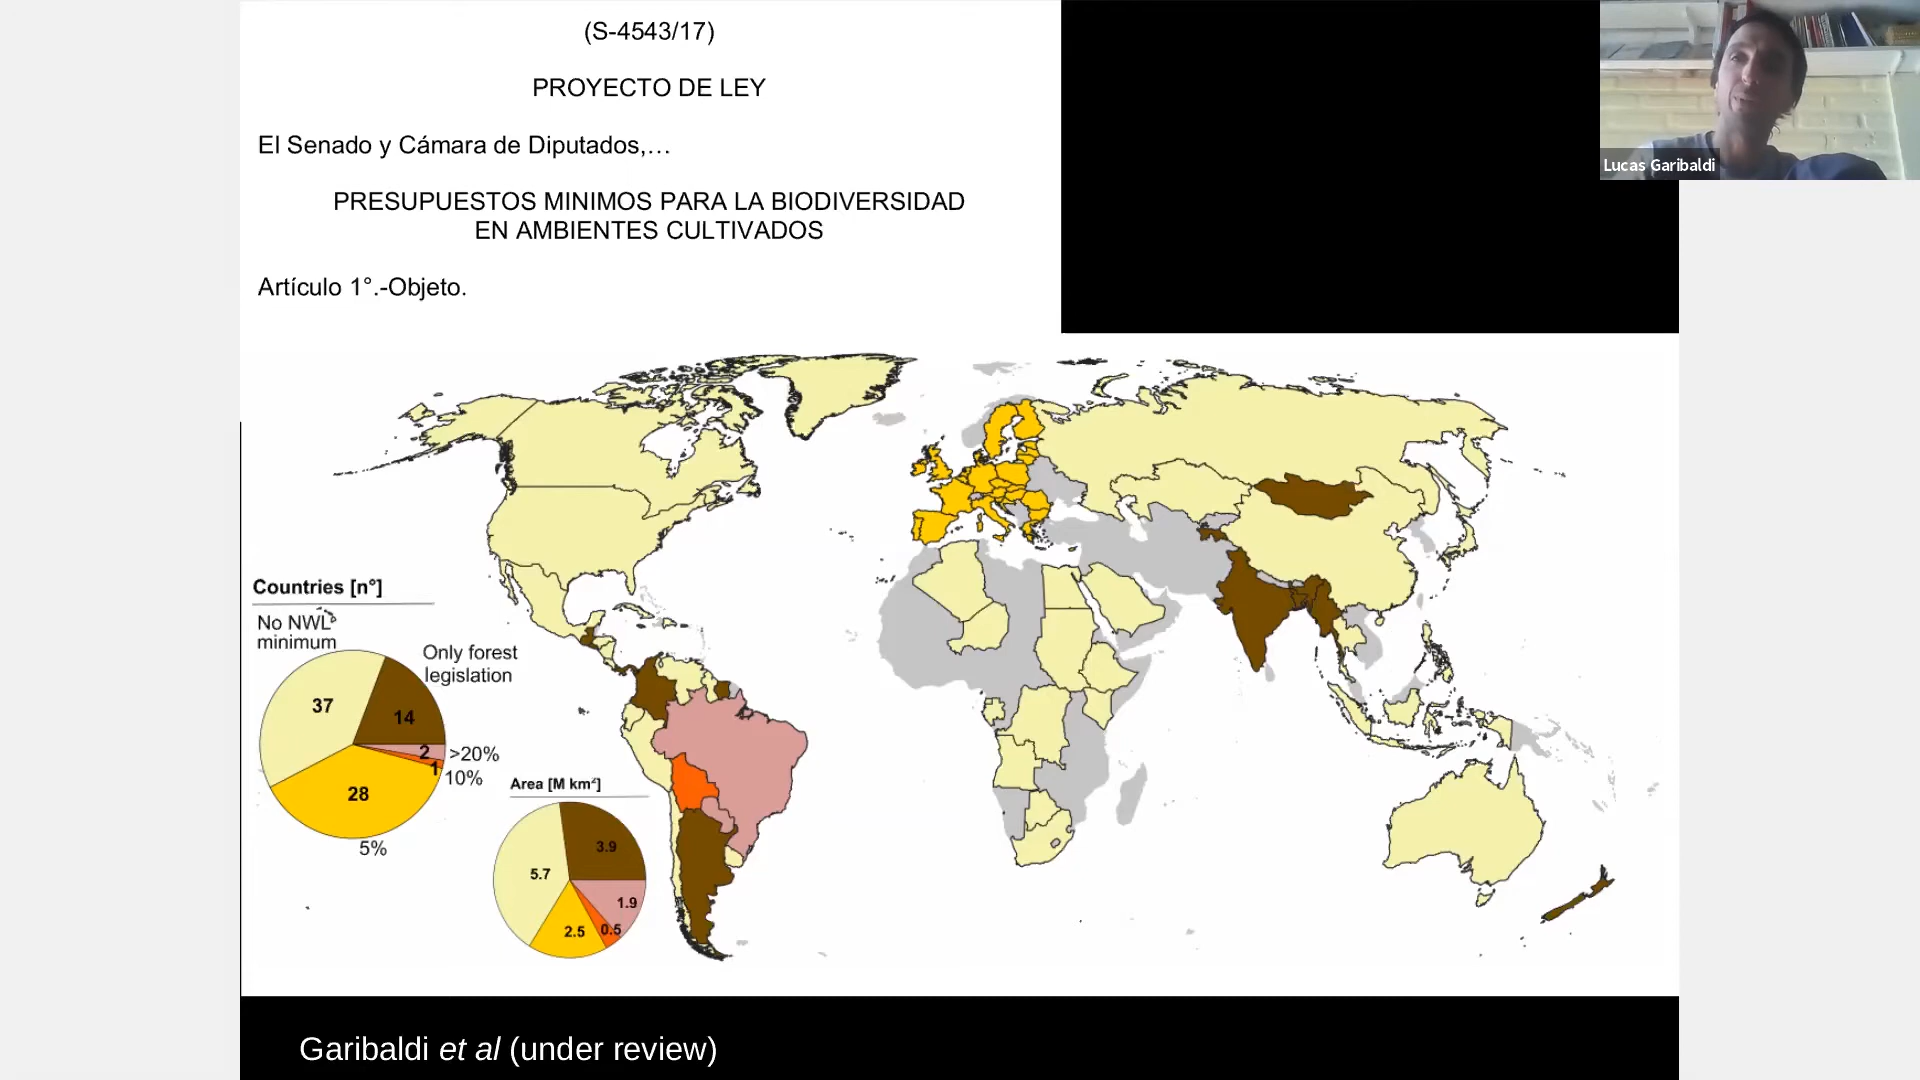 (S-4543/17)
PROYECTO DE LEY
El Senado y Cámara de Diputados,…
PRESUPUESTOS MINIMOS PARA LA BIODIVERSIDAD
EN AMBIENTES CULTIVADOS
Artículo 1°.-Objeto.
Lucas Garibaldi
Countries [n°]
No NWL
minimum
Only forest
legislation
37
14
2
>20%
1
10%
28
5%
Area [M km²]
3.9
5.7
1.9
2.5
0.5
Garibaldi et al (under review)